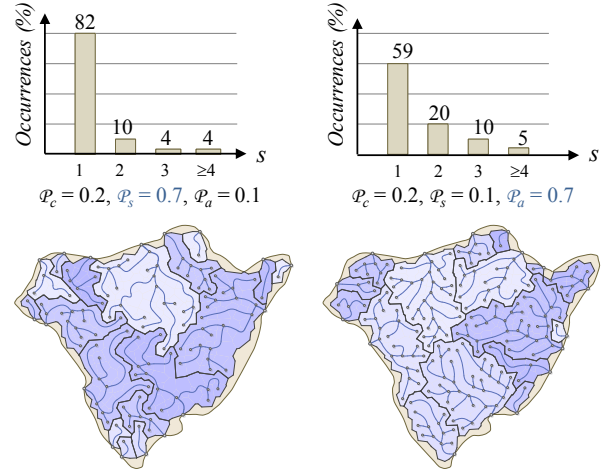 Occurrences (%)
82
10
4
4
1
2
3
≥4
s
𝒫c = 0.2, 𝒫s = 0.7, 𝒫a = 0.1
Occurrences (%)
59
20
10
5
1
2
3
≥4
s
𝒫c = 0.2, 𝒫s = 0.1, 𝒫a = 0.7